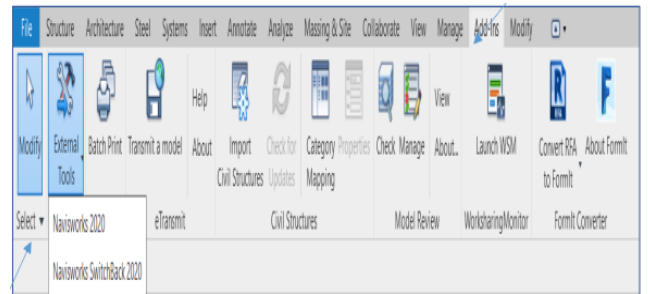 File Structure Architecture Steel Systems Insert Annotate Analyze Massing & Site Collaborate View Manage Add-Ins Modify
Modify
External Tools
Batch Print
Transmit a model
Help
About
Import
Civil Structures
Check for
Updates
Category
Mapping
Properties
Check
Manage
View
About...
Launch WSM
Convert RFA
to FormIt
About FormIt
Select
eTransmit
Civil Structures
Model Review
WorksharingMonitor
FormIt Converter
Navisworks 2020
Navisworks SwitchBack 2020